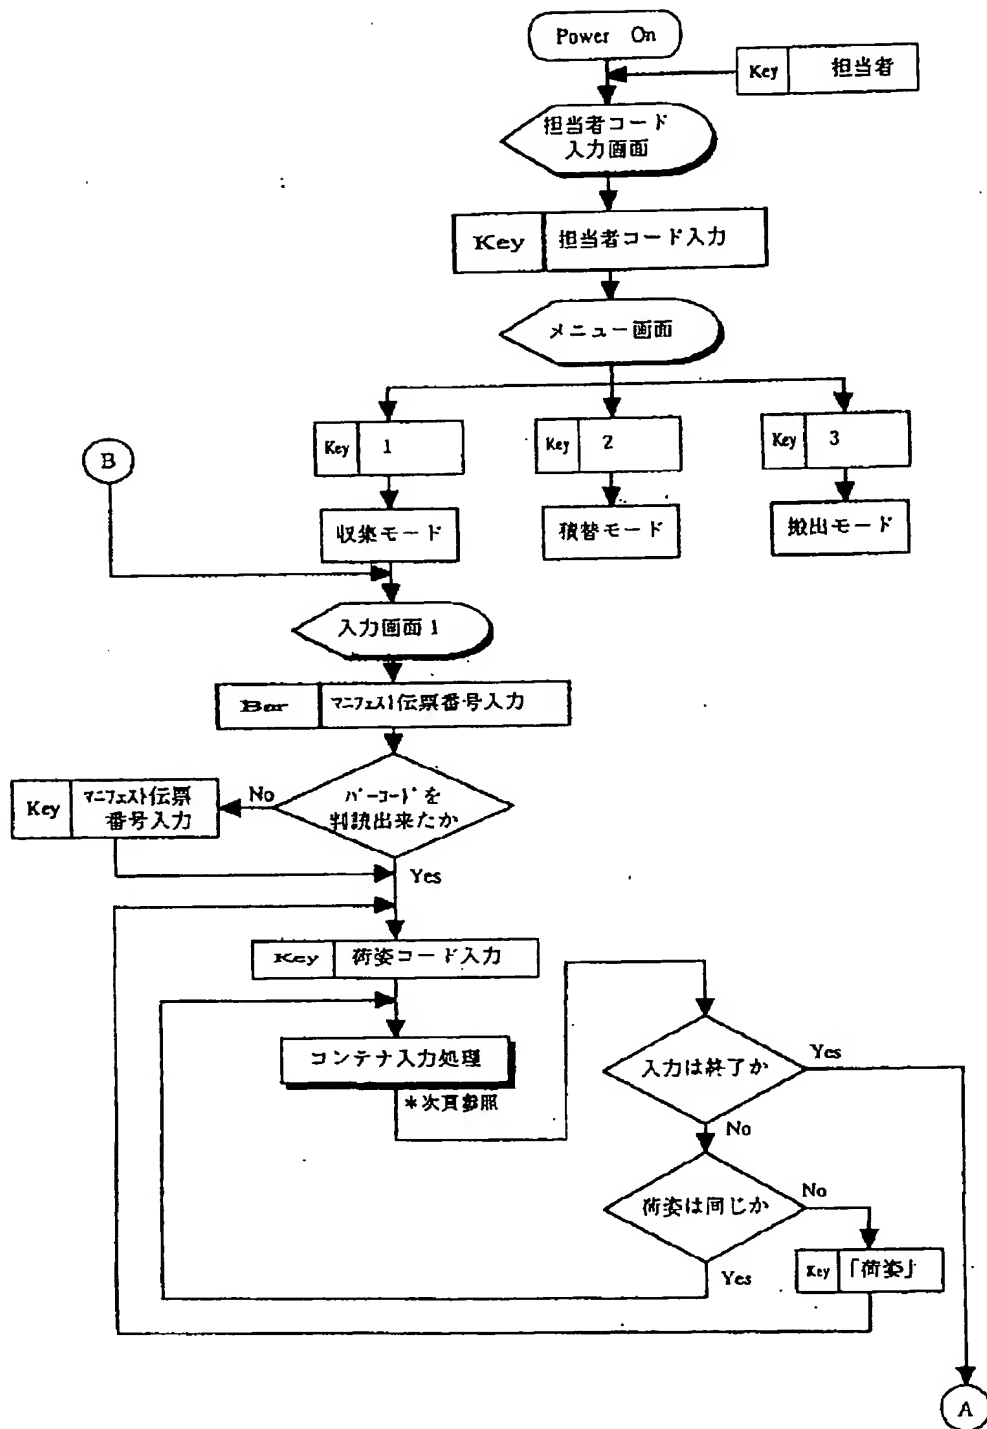 Power On
Key 担当者
担当者コード
入力画面
Key 担当者コード入力
メニュー画面
Key 1
Key 2
Key 3
B
収集モード
積替モード
搬出モード
入力画面1
Bar マニフェスト伝票番号入力
バーコードを
判読出来たか
No
Key マニフェスト伝票
番号入力
Yes
Key 荷姿コード入力
コンテナ入力処理
*次頁参照
入力は終了か
Yes
No
荷姿は同じか
No
Yes
Key 「荷姿」
A